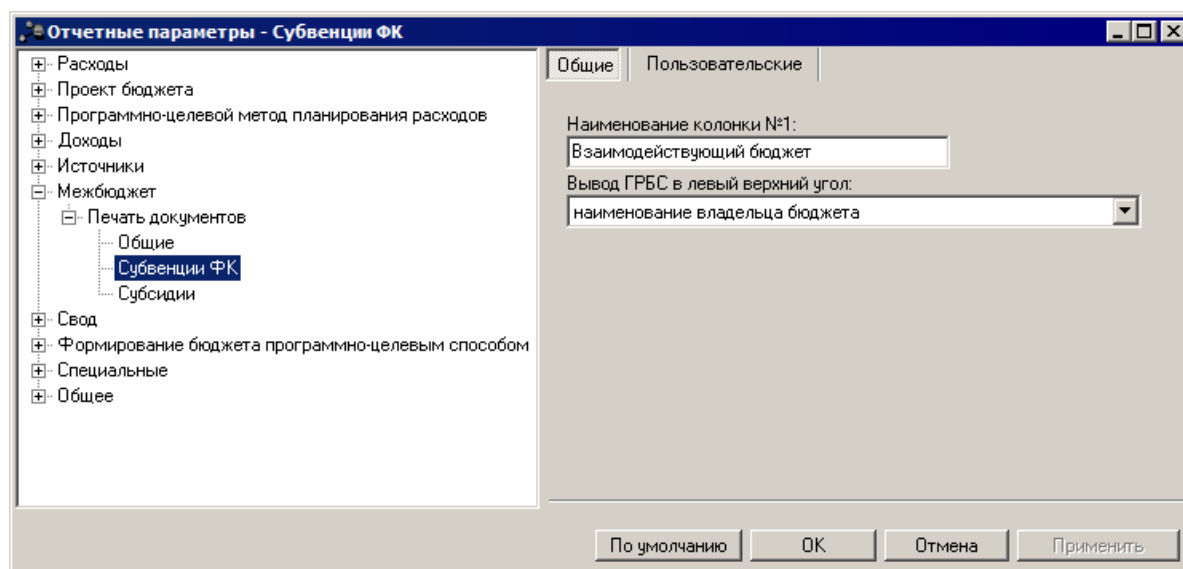 Отчетные параметры - Субвенции ФК
Расходы
Проект бюджета
Программно-целевой метод планирования расходов
Доходы
Источники
Межбюджет
Печать документов
Общие
Субвенции ФК
Субсидии
Свод
Формирование бюджета программно-целевым способом
Специальные
Общее
Общие
Пользовательские
Наименование колонки №1:
Взаимодействующий бюджет
Вывод ГРБС в левый верхний угол:
наименование владельца бюджета
По умолчанию
OK
Отмена
Применить